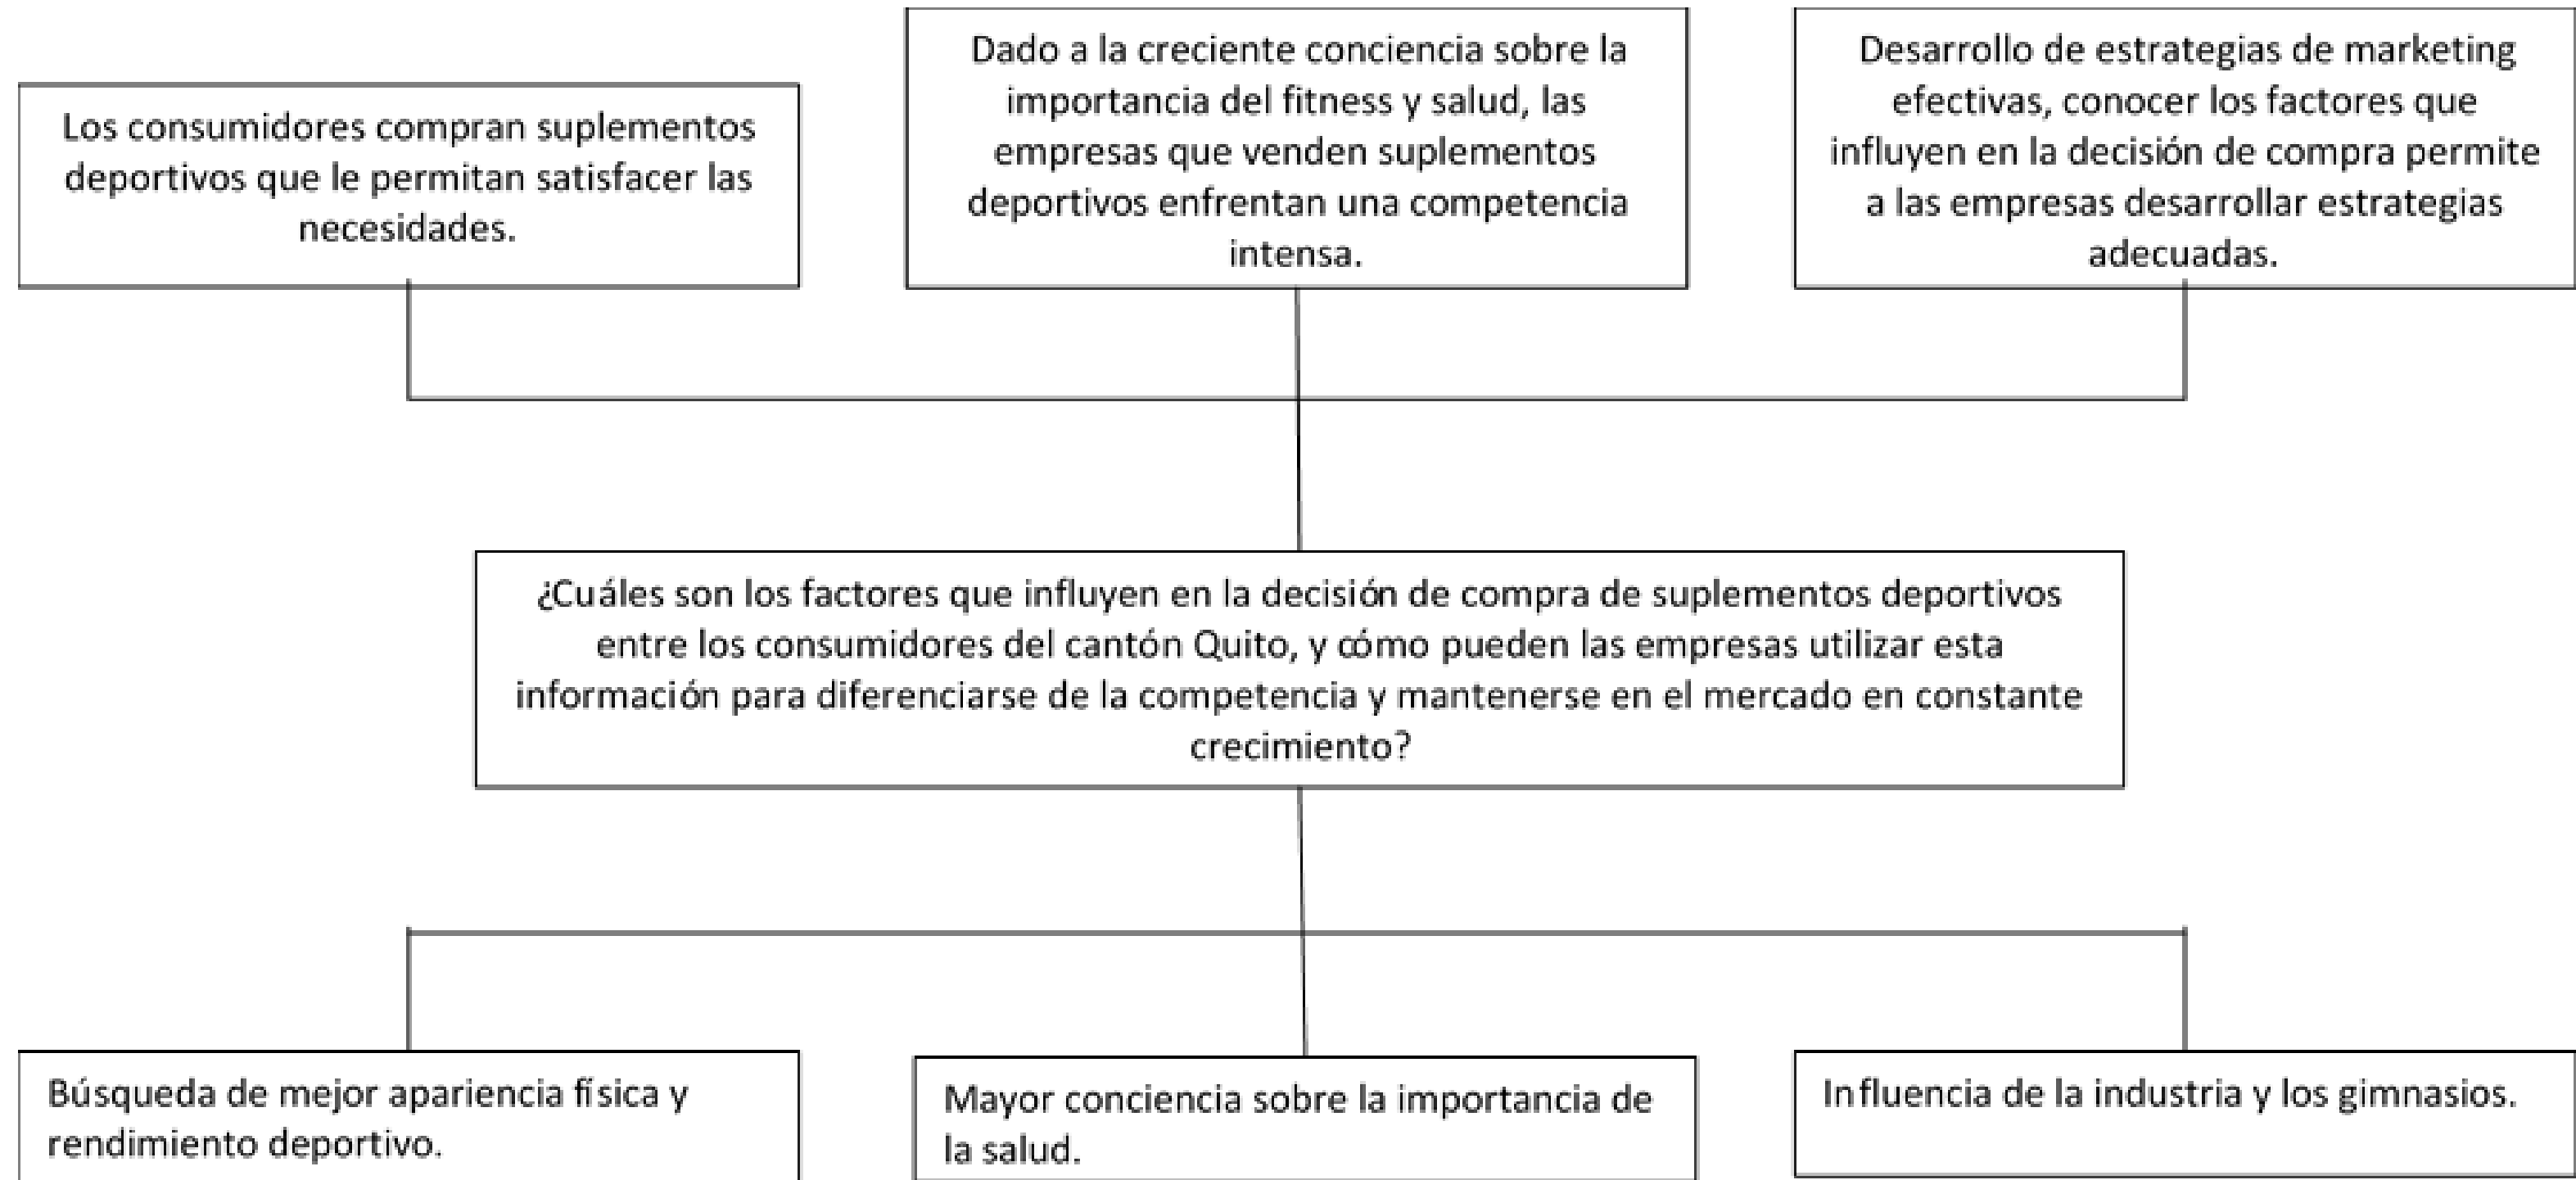 Los consumidores compran suplementos
deportivos que le permitan satisfacer las
necesidades.
Dado a la creciente conciencia sobre la
importancia del fitness y salud, las
empresas que venden suplementos
deportivos enfrentan una competencia
intensa.
Desarrollo de estrategias de marketing
efectivas, conocer los factores que
influyen en la decisión de compra permite
a las empresas desarrollar estrategias
adecuadas.
¿Cuáles son los factores que influyen en la decisión de compra de suplementos deportivos
entre los consumidores del cantón Quito, y cómo pueden las empresas utilizar esta
información para diferenciarse de la competencia y mantenerse en el mercado en constante
crecimiento?
Búsqueda de mejor apariencia física y
rendimiento deportivo.
Mayor conciencia sobre la importancia de
la salud.
Influencia de la industria y los gimnasios.